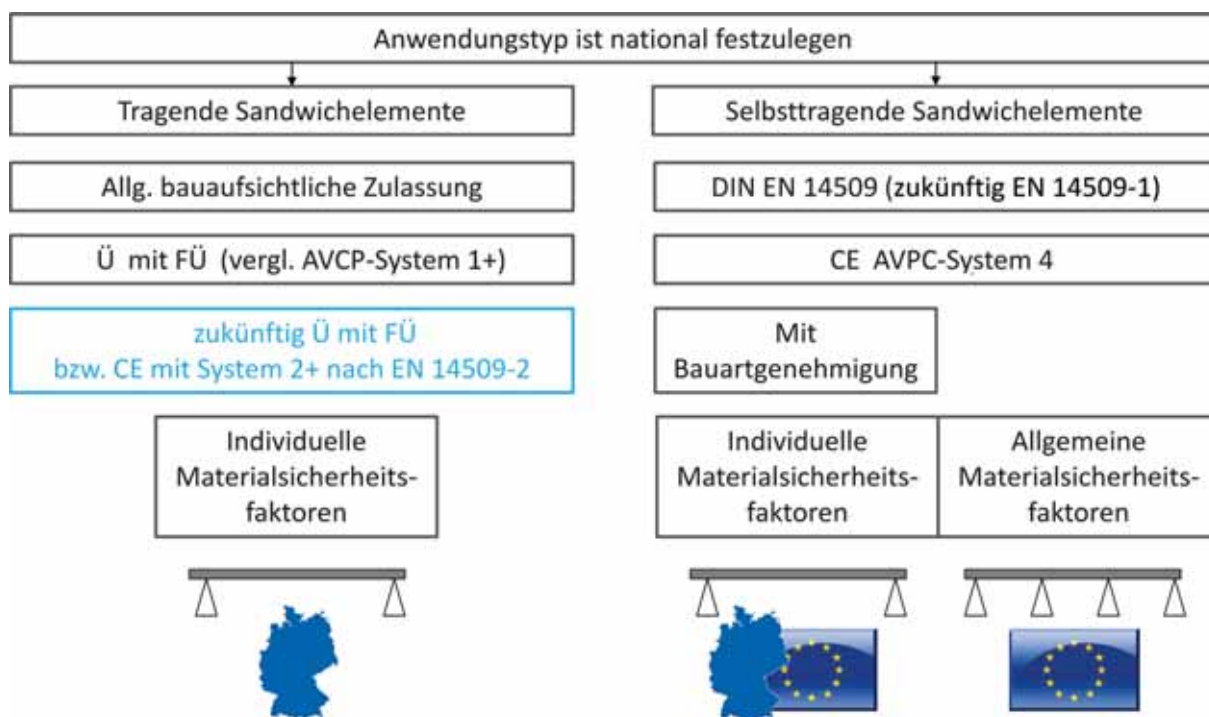 Anwendungstyp ist national festzulegen
Tragende Sandwichelemente
Allg. bauaufsichtliche Zulassung
Ü mit FÜ (vergl. AVCP-System 1+)
zukünftig Ü mit FÜ
bzw. CE mit System 2+ nach EN 14509-2
Individuelle
Materialsicherheits-
faktoren
Selbsttragende Sandwichelemente
DIN EN 14509 (zukünftig EN 14509-1)
CE AVPC-System 4
Mit
Bauartgenehmigung
Individuelle
Materialsicherheits-
faktoren
Allgemeine
Materialsicherheits-
faktoren